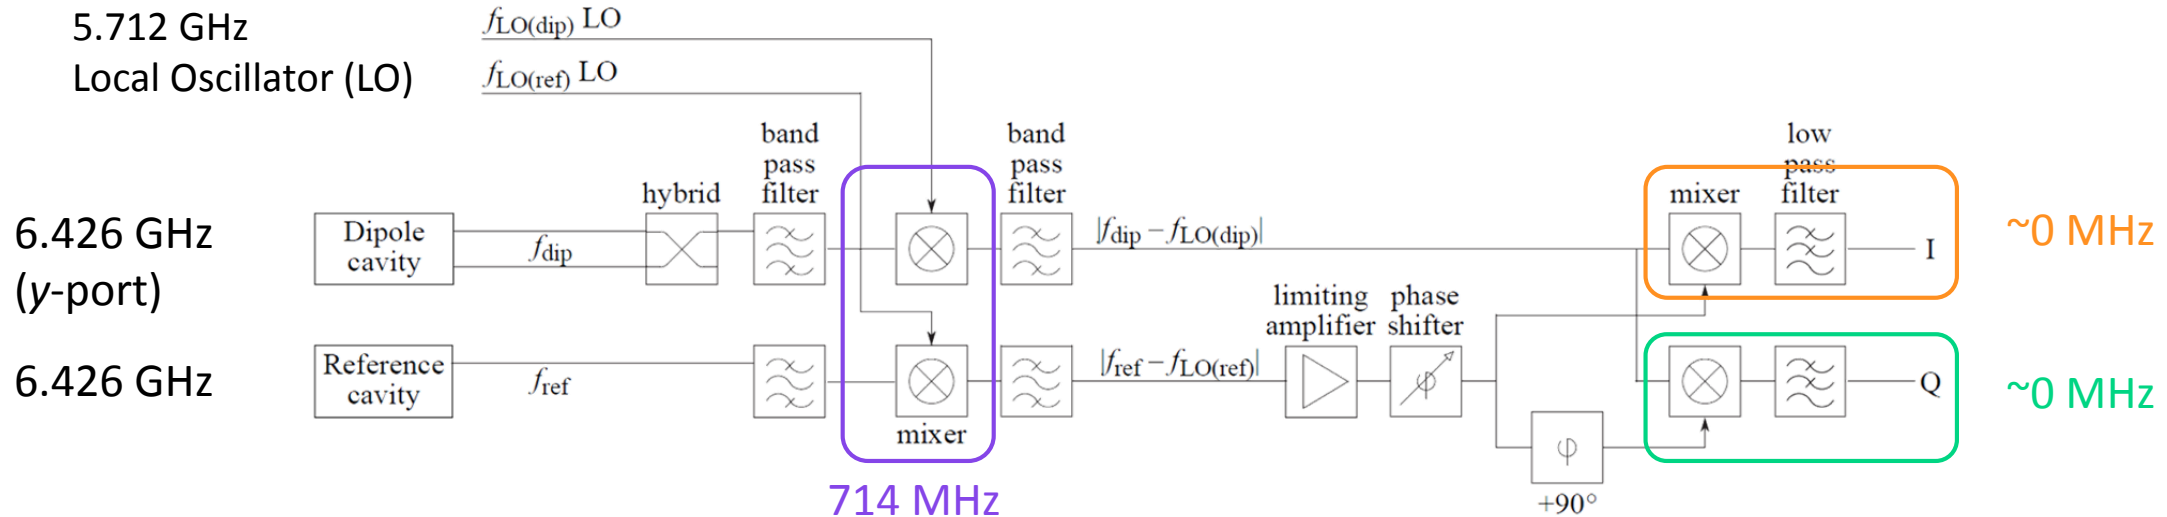 5.712 GHz
Local Oscillator (LO)
fLO(dip) LO
fLO(ref) LO
band
pass
filter
band
pass
filter
low
pass
filter
hybrid
mixer
6.426 GHz
(y-port)
Dipole
cavity
fdip
|fdip − fLO(dip)|
I
~0 MHz
limiting
amplifier
phase
shifter
6.426 GHz
Reference
cavity
fref
|fref − fLO(ref)|
φ
Q
~0 MHz
mixer
φ
+90°
714 MHz